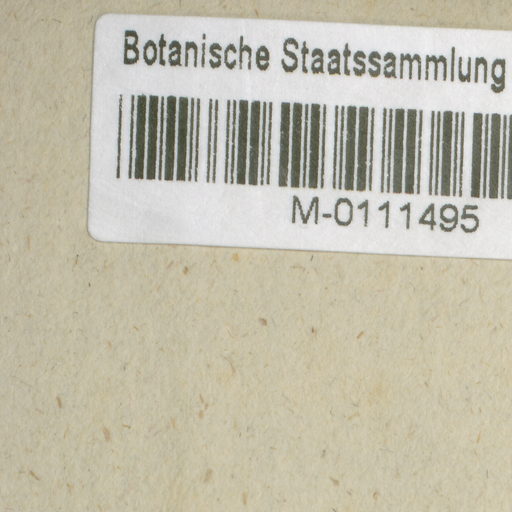 Botanische Staatssammlung
M-0111495